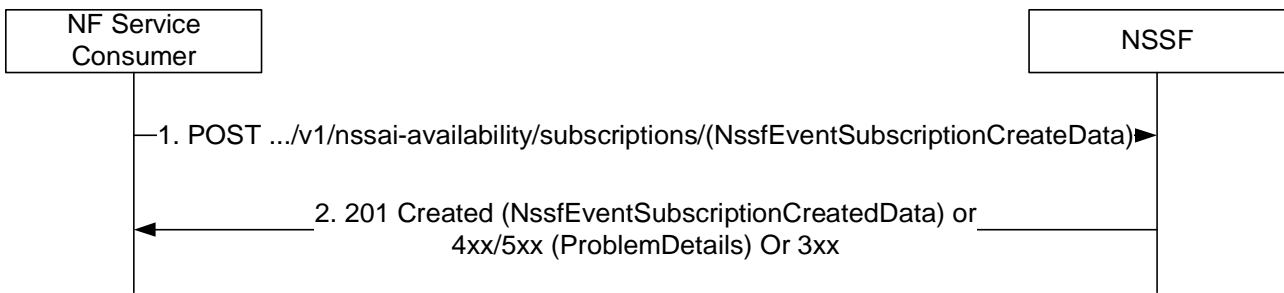 NF Service
Consumer
NSSF
1. POST .../v1/nssai-availability/subscriptions/(NssfEventSubscriptionCreateData)
2. 201 Created (NssfEventSubscriptionCreatedData) or
4xx/5xx (ProblemDetails) Or 3xx